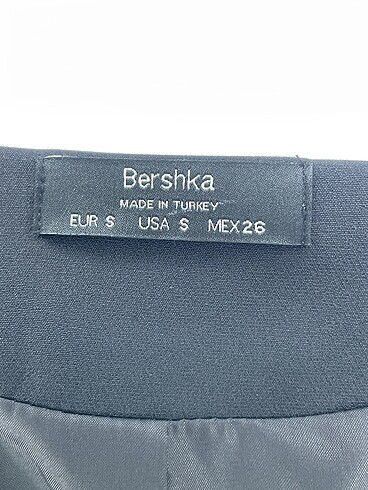 Bershka
MADE IN TURKEY
EUR S USA S MEX 26